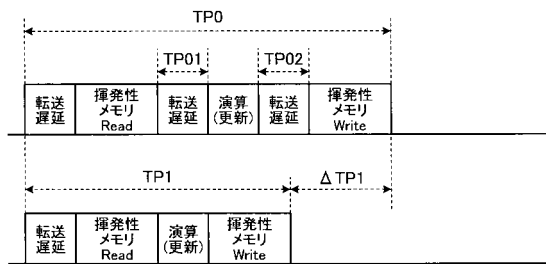 TP0
TP01
TP02
転送
遅延
揮発性
メモリ
Read
転送
遅延
演算
(更新)
転送
遅延
揮発性
メモリ
Write
TP1
Δ TP1
転送
遅延
揮発性
メモリ
Read
演算
(更新)
揮発性
メモリ
Write